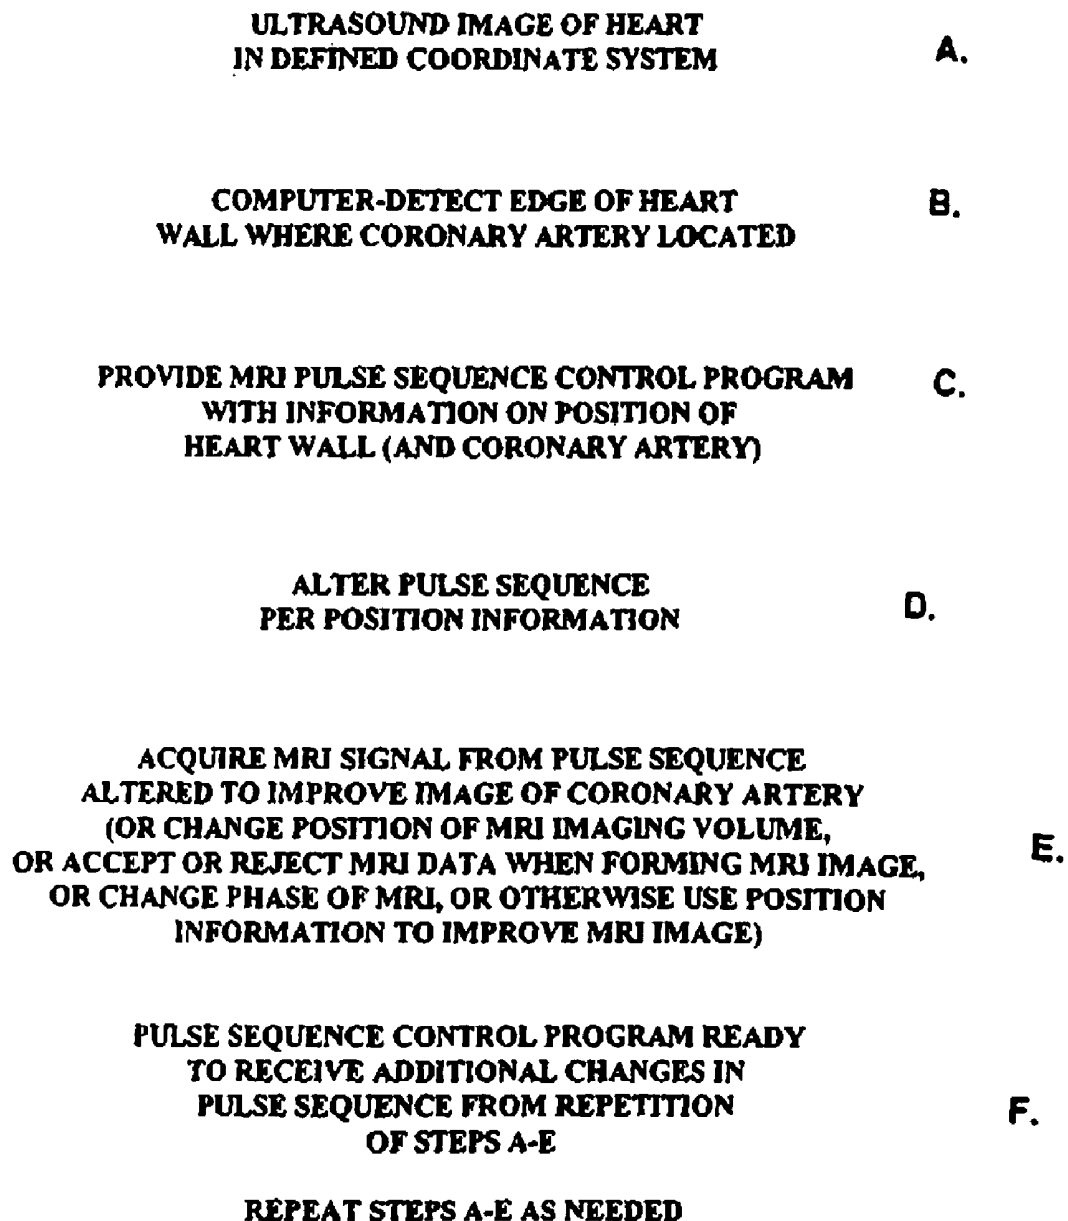 ULTRASOUND IMAGE OF HEART
IN DEFINED COORDINATE SYSTEM
A.
COMPUTER-DETECT EDGE OF HEART
WALL WHERE CORONARY ARTERY LOCATED
B.
PROVIDE MRI PULSE SEQUENCE CONTROL PROGRAM
WITH INFORMATION ON POSITION OF
HEART WALL (AND CORONARY ARTERY)
C.
ALTER PULSE SEQUENCE
PER POSITION INFORMATION
D.
ACQUIRE MRI SIGNAL FROM PULSE SEQUENCE
ALTERED TO IMPROVE IMAGE OF CORONARY ARTERY
(OR CHANGE POSITION OF MRI IMAGING VOLUME,
OR ACCEPT OR REJECT MRI DATA WHEN FORMING MRI IMAGE,
OR CHANGE PHASE OF MRI, OR OTHERWISE USE POSITION
INFORMATION TO IMPROVE MRI IMAGE)
E.
PULSE SEQUENCE CONTROL PROGRAM READY
TO RECEIVE ADDITIONAL CHANGES IN
PULSE SEQUENCE FROM REPETITION
OF STEPS A-E
F.
REPEAT STEPS A-E AS NEEDED